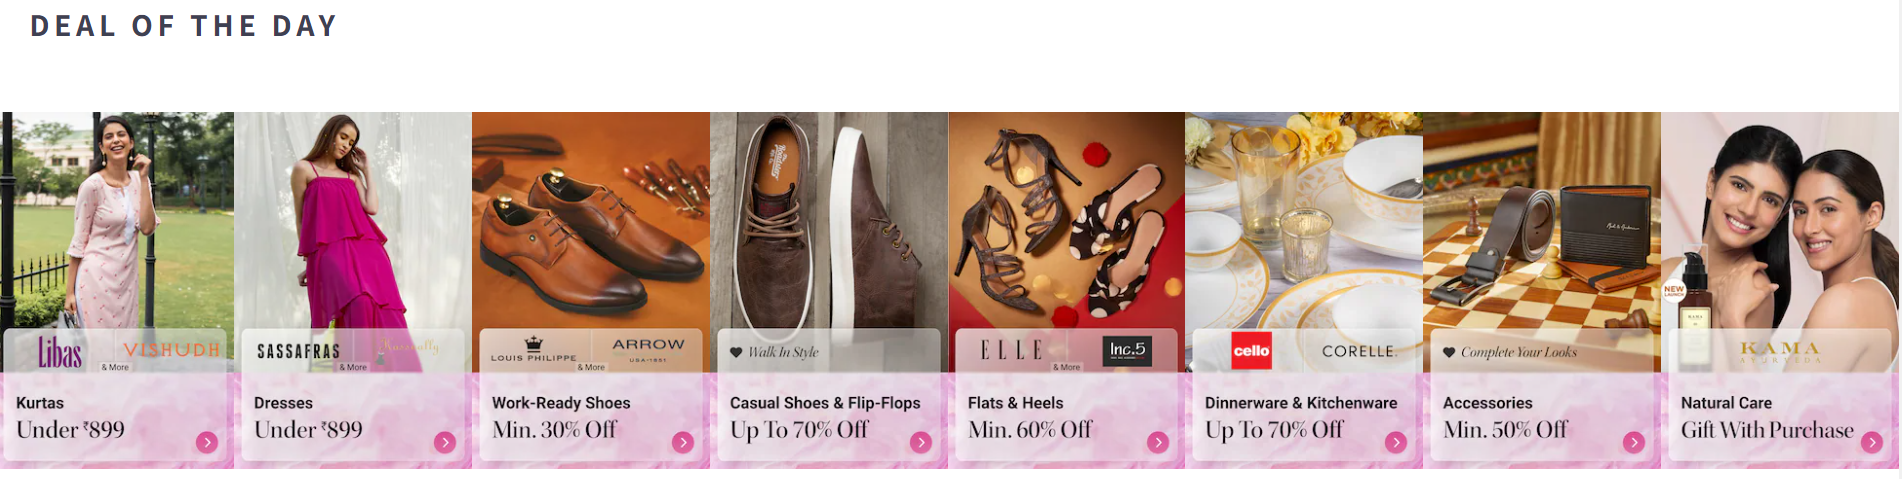 DEAL OF THE DAY
Libas VISHUDH
& More
Kurtas
Under ₹899
SASSAFRAS
& More
Dresses
Under ₹899
LOUIS PHILIPPE ARROW
USA-1851
& More
Work-Ready Shoes
Min. 30% Off
Walk In Style
Casual Shoes & Flip-Flops
Up To 70% Off
ELLE Inc.5
& More
Flats & Heels
Min. 60% Off
cello CORELLE.
Dinnerware & Kitchenware
Up To 70% Off
Complete Your Looks
Accessories
Min. 50% Off
NEW
LAUNCH
KAMA
KAMA
AYURVEDA
Natural Care
Gift With Purchase